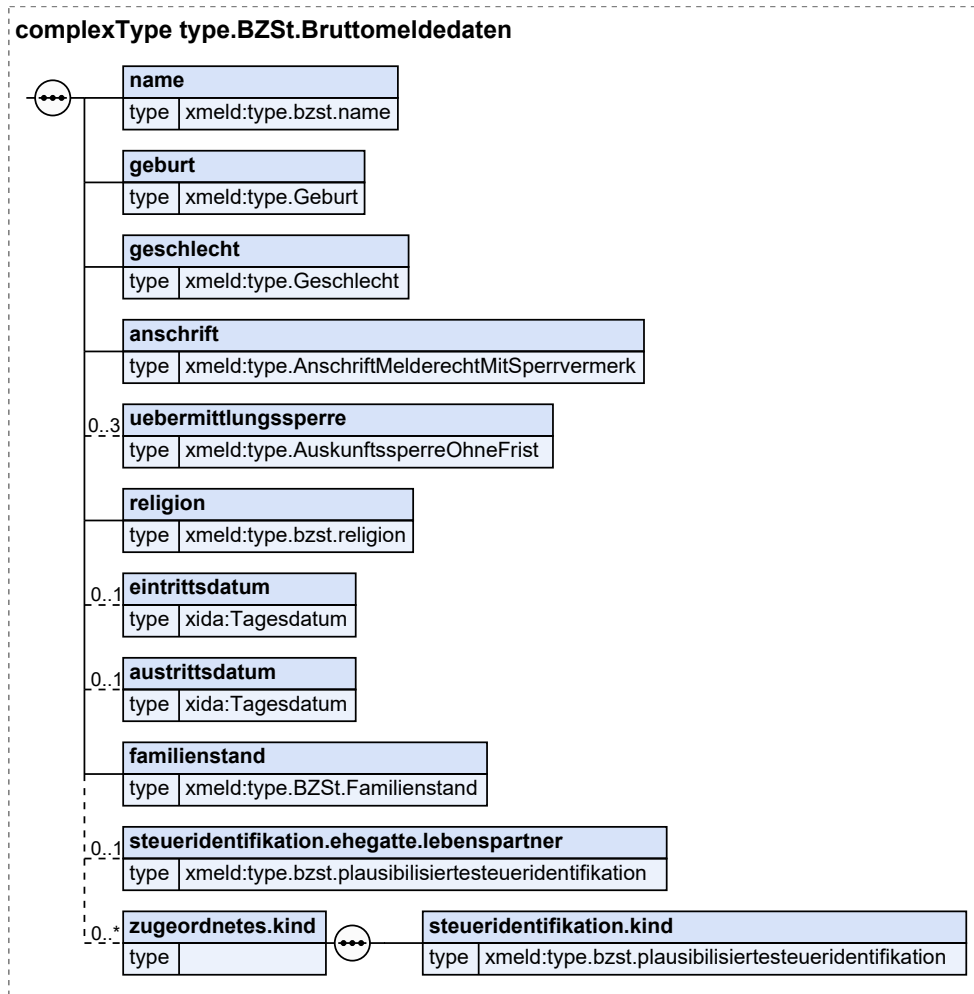 complexType type.BZSt.Bruttomeldedaten
name
type xmeld:type.bzst.name
geburt
type xmeld:type.Geburt
geschlecht
type xmeld:type.Geschlecht
anschrift
type xmeld:type.AnschriftMelderechtMitSperrvermerk
0..3 uebermittlungssperre
type xmeld:type.AuskunftssperreOhneFrist
religion
type xmeld:type.bzst.religion
0..1 eintrittsdatum
type xida:Tagesdatum
0..1 austrittsdatum
type xida:Tagesdatum
familienstand
type xmeld:type.BZSt.Familienstand
0..1 steueridentifikation.ehegatte.lebenspartner
type xmeld:type.bzst.plausibilisiertesteueridentifikation
0..* zugeordnetes.kind steueridentifikation.kind
type type xmeld:type.bzst.plausibilisiertesteueridentifikation